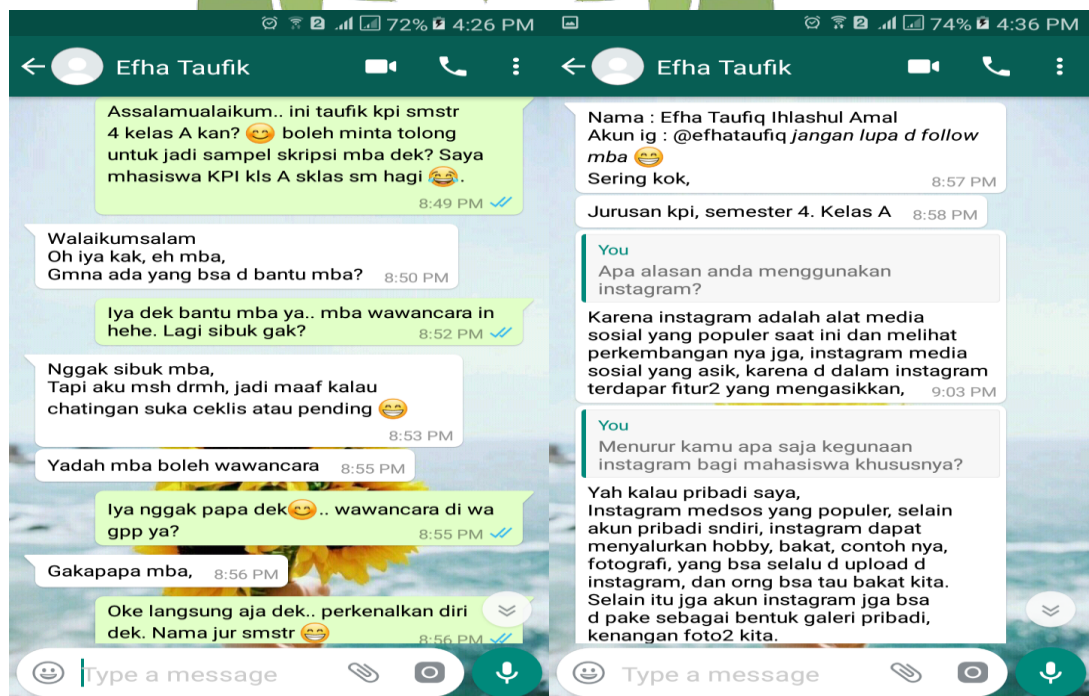 72% 4:26 PM
Efha Taufik
Assalamualaikum.. ini taufik kpi smstr
4 kelas A kan? 😊 boleh minta tolong
untuk jadi sampel skripsi mba dek? Saya
mhasiswa KPI kls A sklas sm hagi 😂.
8:49 PM
Walaikumsalam
Oh iya kak, eh mba,
Gmna ada yang bsa d bantu mba? 8:50 PM
Iya dek bantu mba ya.. mba wawancara in
hehe. Lagi sibuk gak? 8:52 PM
Nggak sibuk mba,
Tapi aku msh drmh, jadi maaf kalau
chatingan suka ceklis atau pending 😁
8:53 PM
Yadah mba boleh wawancara 8:55 PM
Iya nggak papa dek😊.. wawancara di wa
gpp ya? 8:55 PM
Gakapapa mba, 8:56 PM
Oke langsung aja dek.. perkenalkan diri
dek. Nama jur smstr 😁 8:56 PM
Type a message
74% 4:36 PM
Efha Taufik
Nama : Efha Taufiq Ihlashul Amal
Akun ig : @efhataufiq jangan lupa d follow
mba 😁
Sering kok, 8:57 PM
Jurusan kpi, semester 4. Kelas A 8:58 PM
You
Apa alasan anda menggunakan
instagram?
Karena instagram adalah alat media
sosial yang populer saat ini dan melihat
perkembangan nya jga, instagram media
sosial yang asik, karena d dalam instagram
terdapar fitur2 yang mengasikkan, 9:03 PM
You
Menurur kamu apa saja kegunaan
instagram bagi mahasiswa khususnya?
Yah kalau pribadi saya,
Instagram medsos yang populer, selain
akun pribadi sndiri, instagram dapat
menyalurkan hobby, bakat, contoh nya,
fotografi, yang bsa selalu d upload d
instagram, dan orng bsa tau bakat kita.
Selain itu jga akun instagram jga bsa
d pake sebagai bentuk galeri pribadi,
kenangan foto2 kita.
Type a message